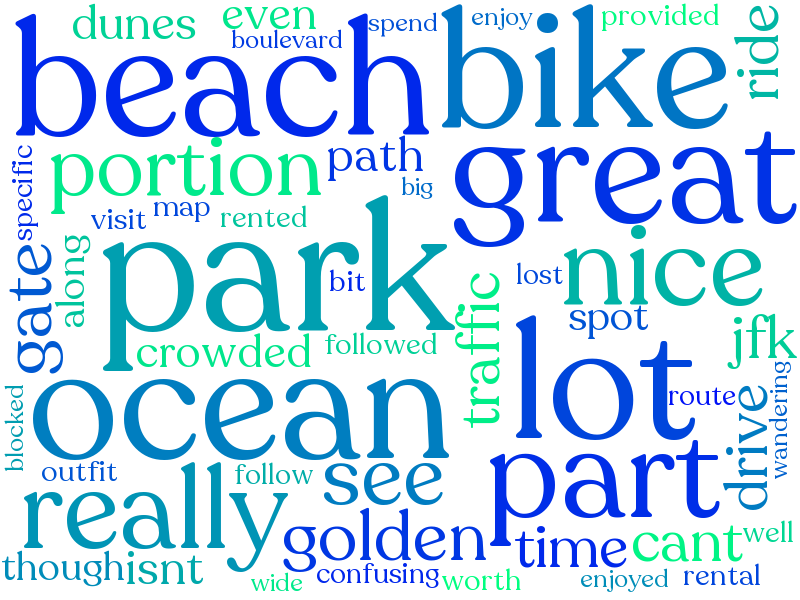 dunes
even
boulevard
spend
enjoy
provided
ride
beach
bike
portion
path
great
specific
big
visit
map
rented
park
gate
along
bit
lost
nice
crowded
followed
traffic
spot
jfk
ocean
lot
route
wandering
blocked
drive
outfit
follow
see
part
really
golden
time
cant
well
though
isnt
wide
confusing
worth
enjoyed
rental